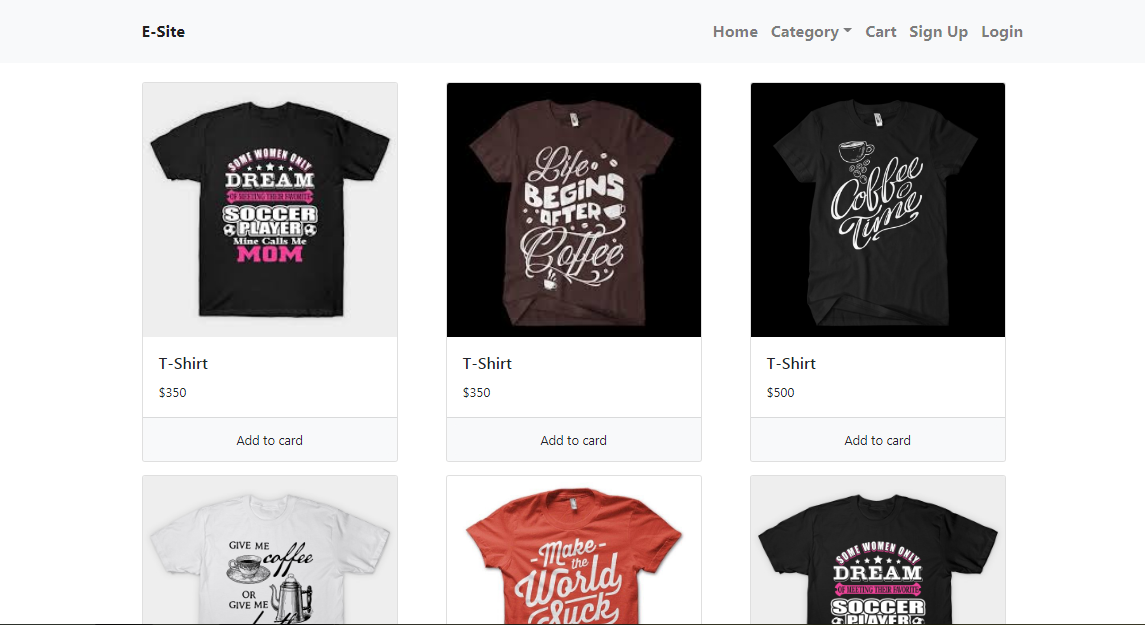 E-Site
Home Category Cart Sign Up Login
SOME WOMEN ONLY
DREAM
OF MEETING THEIR FAVORITE
SOCCER
PLAYER
Mine Calls Me
MOM
Life
BEGINS
AFTER
Coffee
Coffee
Time
T-Shirt
$350
Add to card
T-Shirt
$350
Add to card
T-Shirt
$500
Add to card
GIVE ME
coffee
OR
GIVE ME
-Make-
the
World
Suck
SOME WOMEN ONLY
DREAM
OF MEETING THEIR FAVORITE
SOCCER
PLAYER